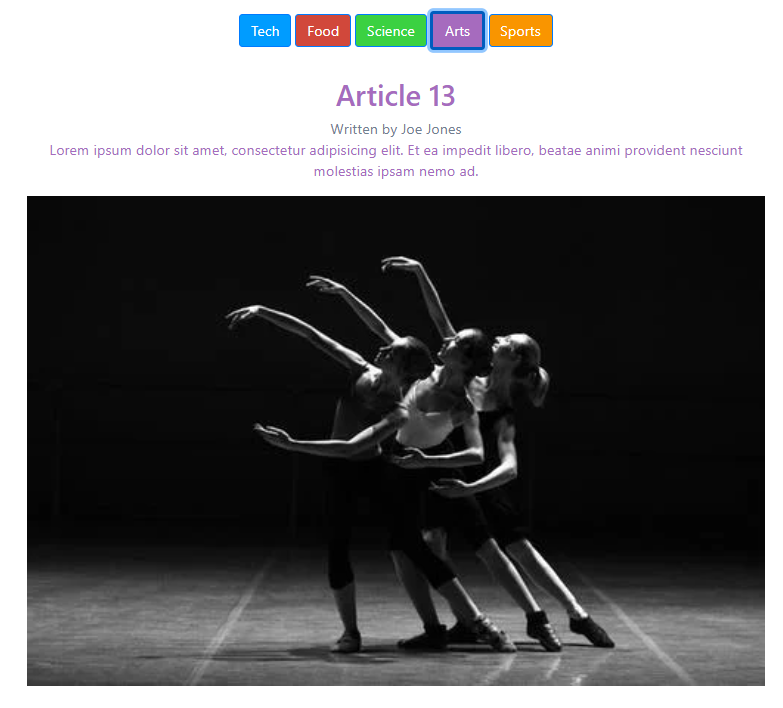 Tech Food Science Arts Sports
Article 13
Written by Joe Jones
Lorem ipsum dolor sit amet, consectetur adipisicing elit. Et ea impedit libero, beatae animi provident nesciunt
molestias ipsam nemo ad.